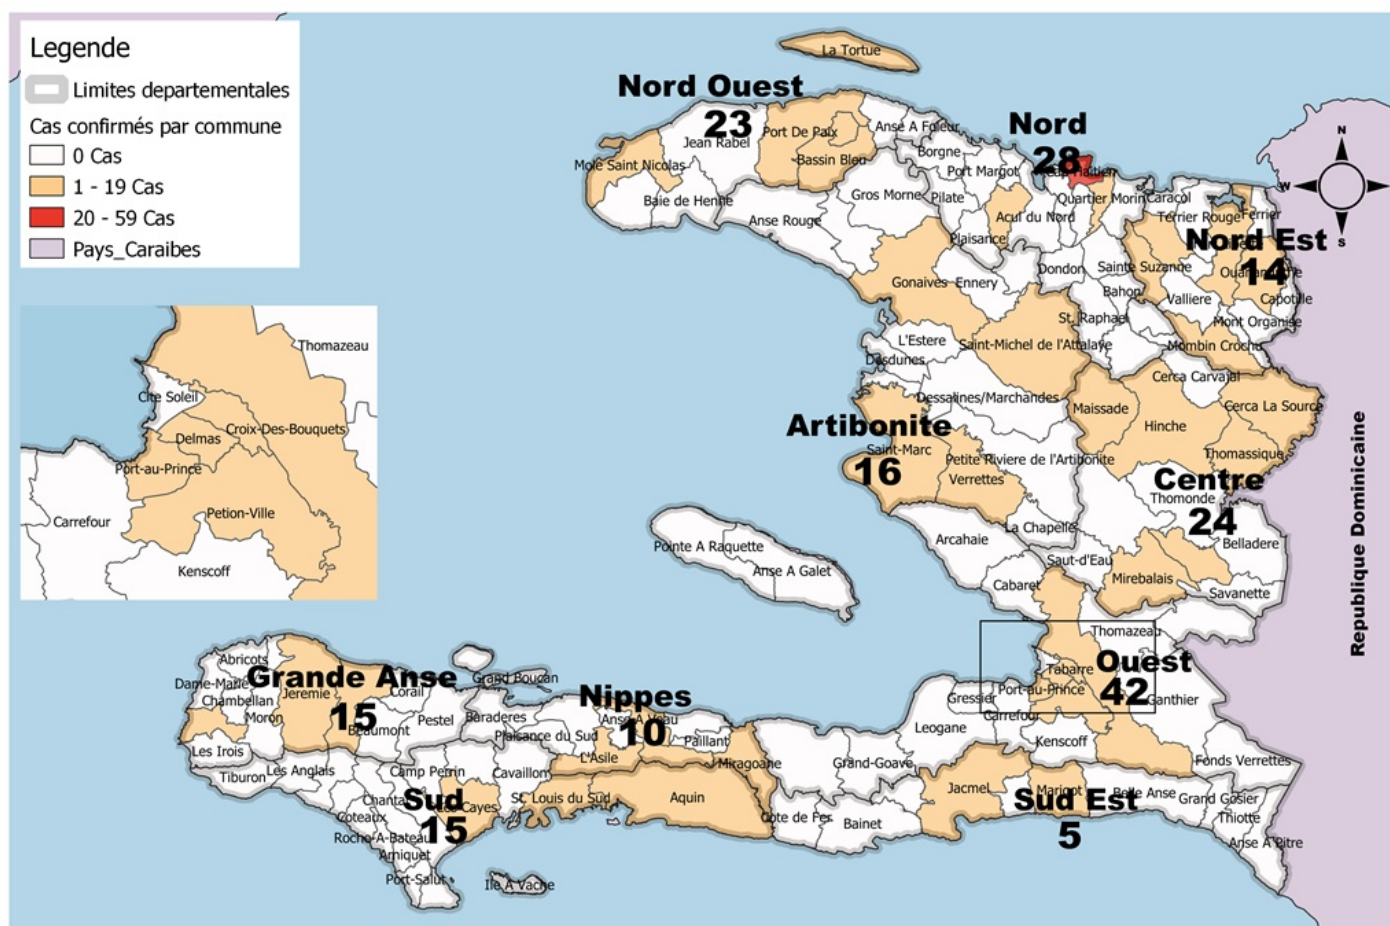 Legende
Limites departementales
Cas confirmés par commune
0 Cas
1 - 19 Cas
20 - 59 Cas
Pays_Caraibes
La Tortue
Nord Ouest
23
Port De Paix
Jean Rabel
Bassin Bleu
Mole Saint Nicolas
Baie de Henne
Anse Rouge
Anse A Foleur
Nord
28
Borgne
Port Margot
Gros Morne
Pilate
Quartier Morin
Caracol
Acul du Nord
Plaisance
Terrier Rouge
Ferrier
Nord Est
14
N
W
S
Dondon
Sainte Suzanne
Bahon
Valliere
Capotille
St. Raphael
Mont Organise
Mombin Crochu
Gonaives
Ennery
L'Estere
Saint-Michel de l'Attalaye
Desdunes
Dessalines/Marchandes
Cerca Carvajal
Maissade
Cerca La Source
Hinche
Artibonite
16
Saint-Marc
Petite Riviere de l'Artibonite
Verrettes
Thomassique
Centre
24
Thomonde
La Chapelle
Belladere
Arcahaie
Saut-d'Eau
Mirebalais
Cabaret
Savanette
Republique Dominicaine
Pointe A Raquette
Anse A Galet
Thomazeau
Cite Soleil
Croix-Des-Bouquets
Delmas
Port-au-Prince
Petion-Ville
Carrefour
Kenscoff
Thomazeau
Tabarre
Ouest
42
Port-au-Prince
Ganthier
Gressier
Carrefour
Leogane
Kenscoff
Fonds Verrettes
Grand-Goave
Abricots
Dame-Marie
Grande Anse
15
Chambellan
Jeremie
Corail
Moron
Beaumont
Pestel
Les Irois
Grand Boucan
Baraderes
Nippes
10
Anse A Veau
Plaisance du Sud
Paillant
L'Asile
Miragoane
Tiburon
Les Anglais
Camp Perrin
Cavaillon
Sud
15
St. Louis du Sud
Aquin
Coteaux
Roche-A-Bateau
Arniquet
Port-Salut
Ile A Vache
Cote de Fer
Bainet
Jacmel
Marigot
Sud Est
5
Belle Anse
Grand Gosier
Thiotte
Anse A Pitre